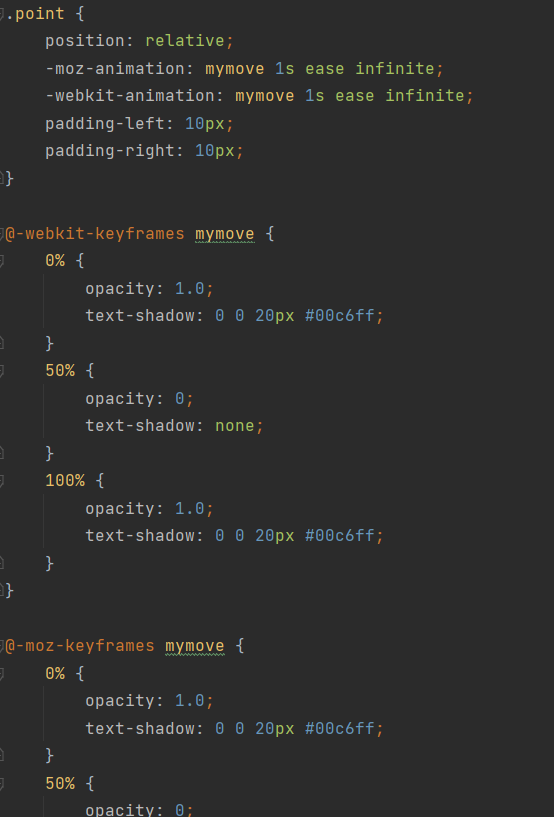 .point {
    position: relative;
    -moz-animation: mymove 1s ease infinite;
    -webkit-animation: mymove 1s ease infinite;
    padding-left: 10px;
    padding-right: 10px;
}

@-webkit-keyframes mymove {
    0% {
        opacity: 1.0;
        text-shadow: 0 0 20px #00c6ff;
    }
    50% {
        opacity: 0;
        text-shadow: none;
    }
    100% {
        opacity: 1.0;
        text-shadow: 0 0 20px #00c6ff;
    }
}

@-moz-keyframes mymove {
    0% {
        opacity: 1.0;
        text-shadow: 0 0 20px #00c6ff;
    }
    50% {
        opacity: 0;